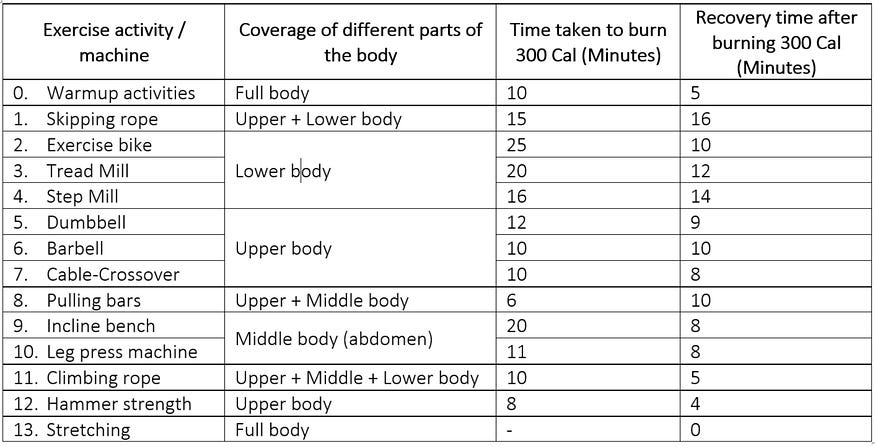 Exercise activity / machine Coverage of different parts of the body Time taken to burn 300 Cal (Minutes) Recovery time after burning 300 Cal (Minutes)
0. Warmup activities Full body 10 5
1. Skipping rope Upper + Lower body 15 16
2. Exercise bike 25 10
3. Tread Mill Lower body 20 12
4. Step Mill 16 14
5. Dumbbell 12 9
6. Barbell Upper body 10 10
7. Cable-Crossover 10 8
8. Pulling bars Upper + Middle body 6 10
9. Incline bench Middle body (abdomen) 20 8
10. Leg press machine 11 8
11. Climbing rope Upper + Middle + Lower body 10 5
12. Hammer strength Upper body 8 4
13. Stretching Full body - 0